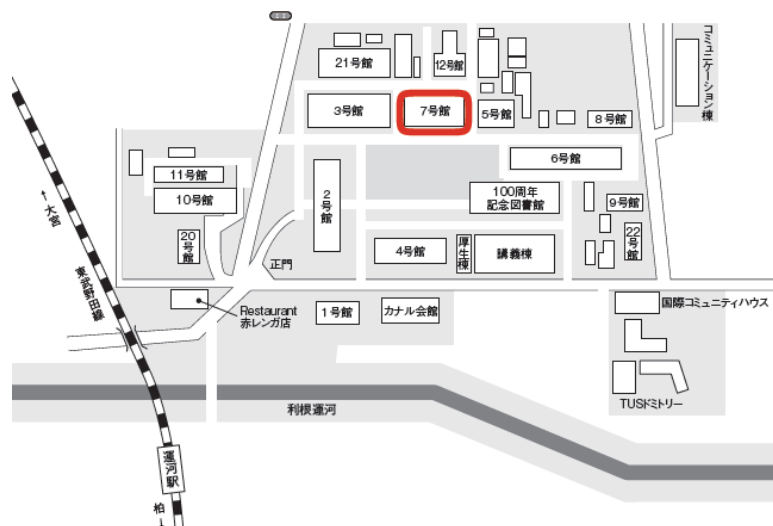 21号館
12号館
コミュニケーション棟
3号館
7号館
5号館
8号館
6号館
11号館
10号館
2号館
100周年
記念図書館
9号館
20号館
22号館
4号館
厚生棟
講義棟
正門
←大宮
東武野田線
Restaurant
赤レンガ店
1号館
カナル会館
国際コミュニティハウス
TUSドミトリー
利根運河
運河駅
柏